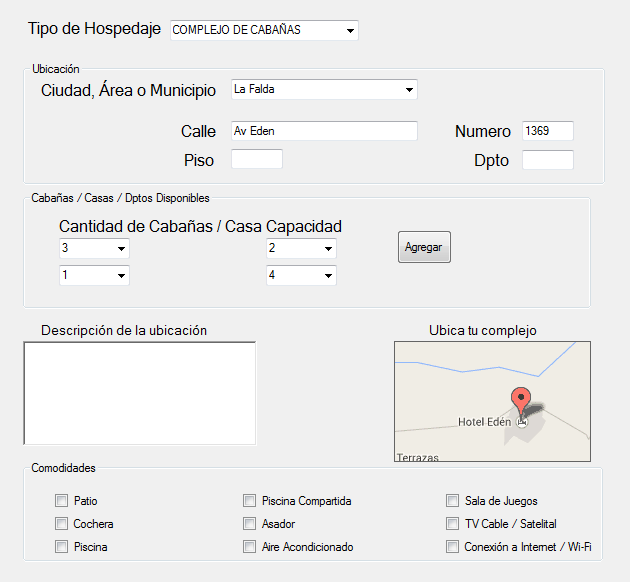 Tipo de Hospedaje COMPLEJO DE CABAÑAS
Ubicación
Ciudad, Área o Municipio La Falda
Calle Av Eden Numero 1369
Piso Dpto
Cabañas / Casas / Dptos Disponibles
Cantidad de Cabañas / Casa Capacidad
3 2 Agregar
1 4
Descripción de la ubicación Ubica tu complejo
Hotel Edén
Terrazas
Comodidades
Patio Piscina Compartida Sala de Juegos
Cochera Asador TV Cable / Satelital
Piscina Aire Acondicionado Conexión a Internet / Wi-Fi